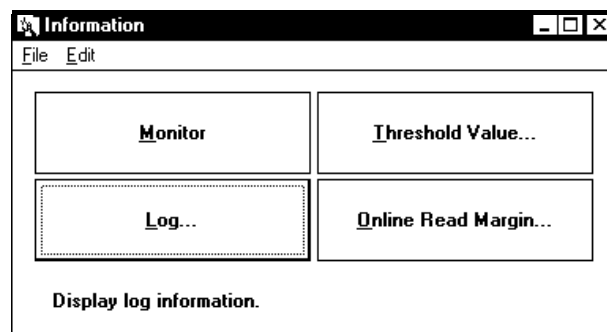 Information
File Edit
Monitor Threshold Value...
Log... Online Read Margin...
Display log information.